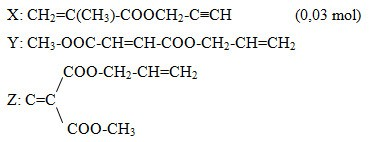 X: CH₂=C(CH₃)-COOCH₂-C≡CH (0,03 mol)
Y: CH₃-OOC-CH=CH-COO-CH₂-CH=CH₂
COO-CH₂-CH=CH₂
Z: C=C
COO-CH₃